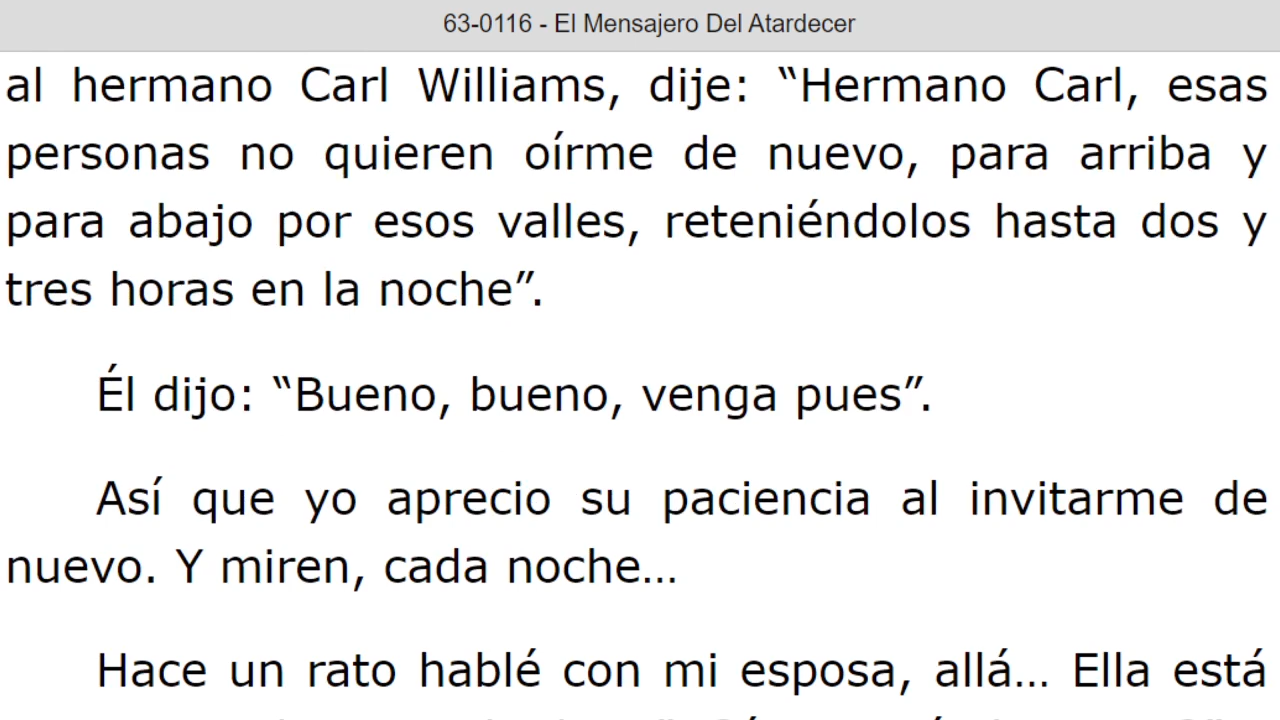 63-0116 - El Mensajero Del Atardecer
al hermano Carl Williams, dije: “Hermano Carl, esas
personas no quieren oírme de nuevo, para arriba y
para abajo por esos valles, reteniéndolos hasta dos y
tres horas en la noche”.
Él dijo: “Bueno, bueno, venga pues”.
Así que yo aprecio su paciencia al invitarme de
nuevo. Y miren, cada noche…
Hace un rato hablé con mi esposa, allá… Ella está